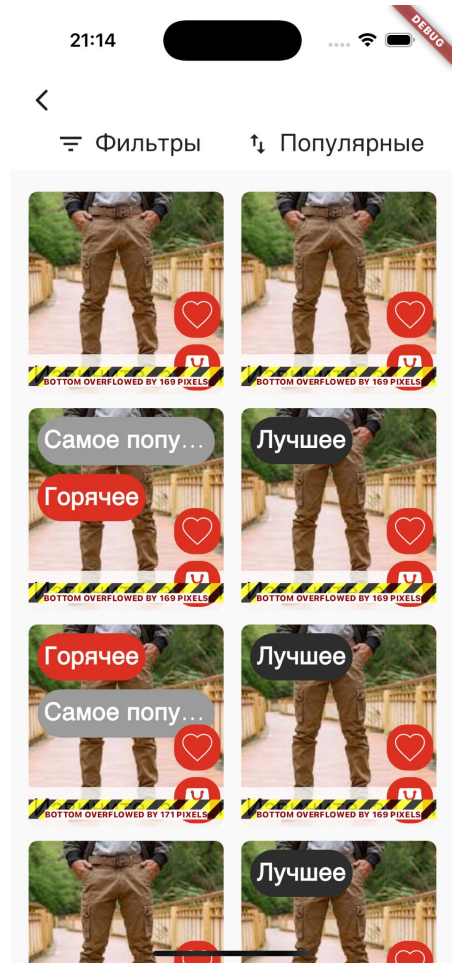 21:14
DEBUG
Фильтры
Популярные
BOTTOM OVERFLOWED BY 169 PIXELS
BOTTOM OVERFLOWED BY 169 PIXELS
Самое попу...
Горячее
Лучшее
BOTTOM OVERFLOWED BY 169 PIXELS
BOTTOM OVERFLOWED BY 169 PIXELS
Горячее
Самое попу...
Лучшее
BOTTOM OVERFLOWED BY 171 PIXELS
BOTTOM OVERFLOWED BY 169 PIXELS
Лучшее